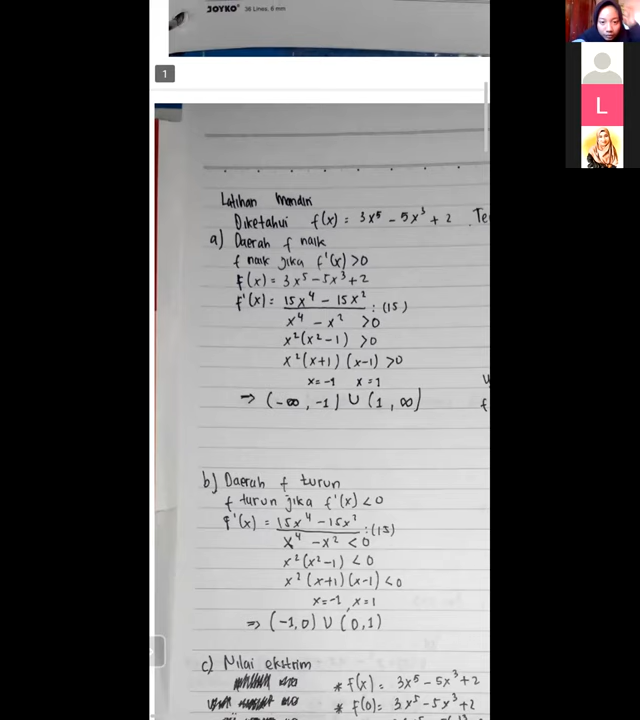 JOYKO 36 Lines, 6 mm
1
L
Latihan Mandiri
Diketahui f(x) = 3x⁵ - 5x³ + 2 . Te
a) Daerah f naik
f naik jika f'(x) > 0
f(x) = 3x⁵ - 5x³ + 2
f'(x) = 15x⁴ - 15x² : (15)
x⁴ - x² > 0
x² (x² - 1) > 0
x² (x+1) (x-1) > 0
x = -1 x = 1
⇒ (-∞, -1) ∪ (1, ∞)
b) Daerah f turun
f turun jika f'(x) < 0
f'(x) = 15x⁴ - 15x² : (15)
x⁴ - x² < 0
x² (x² - 1) < 0
x² (x+1) (x-1) < 0
x = -1, x = 1
⇒ (-1, 0) ∪ (0, 1)
c) Nilai ekstrim
* f(x) = 3x⁵ - 5x³ + 2
* f(0) = 3x⁵ - 5x³ + 2